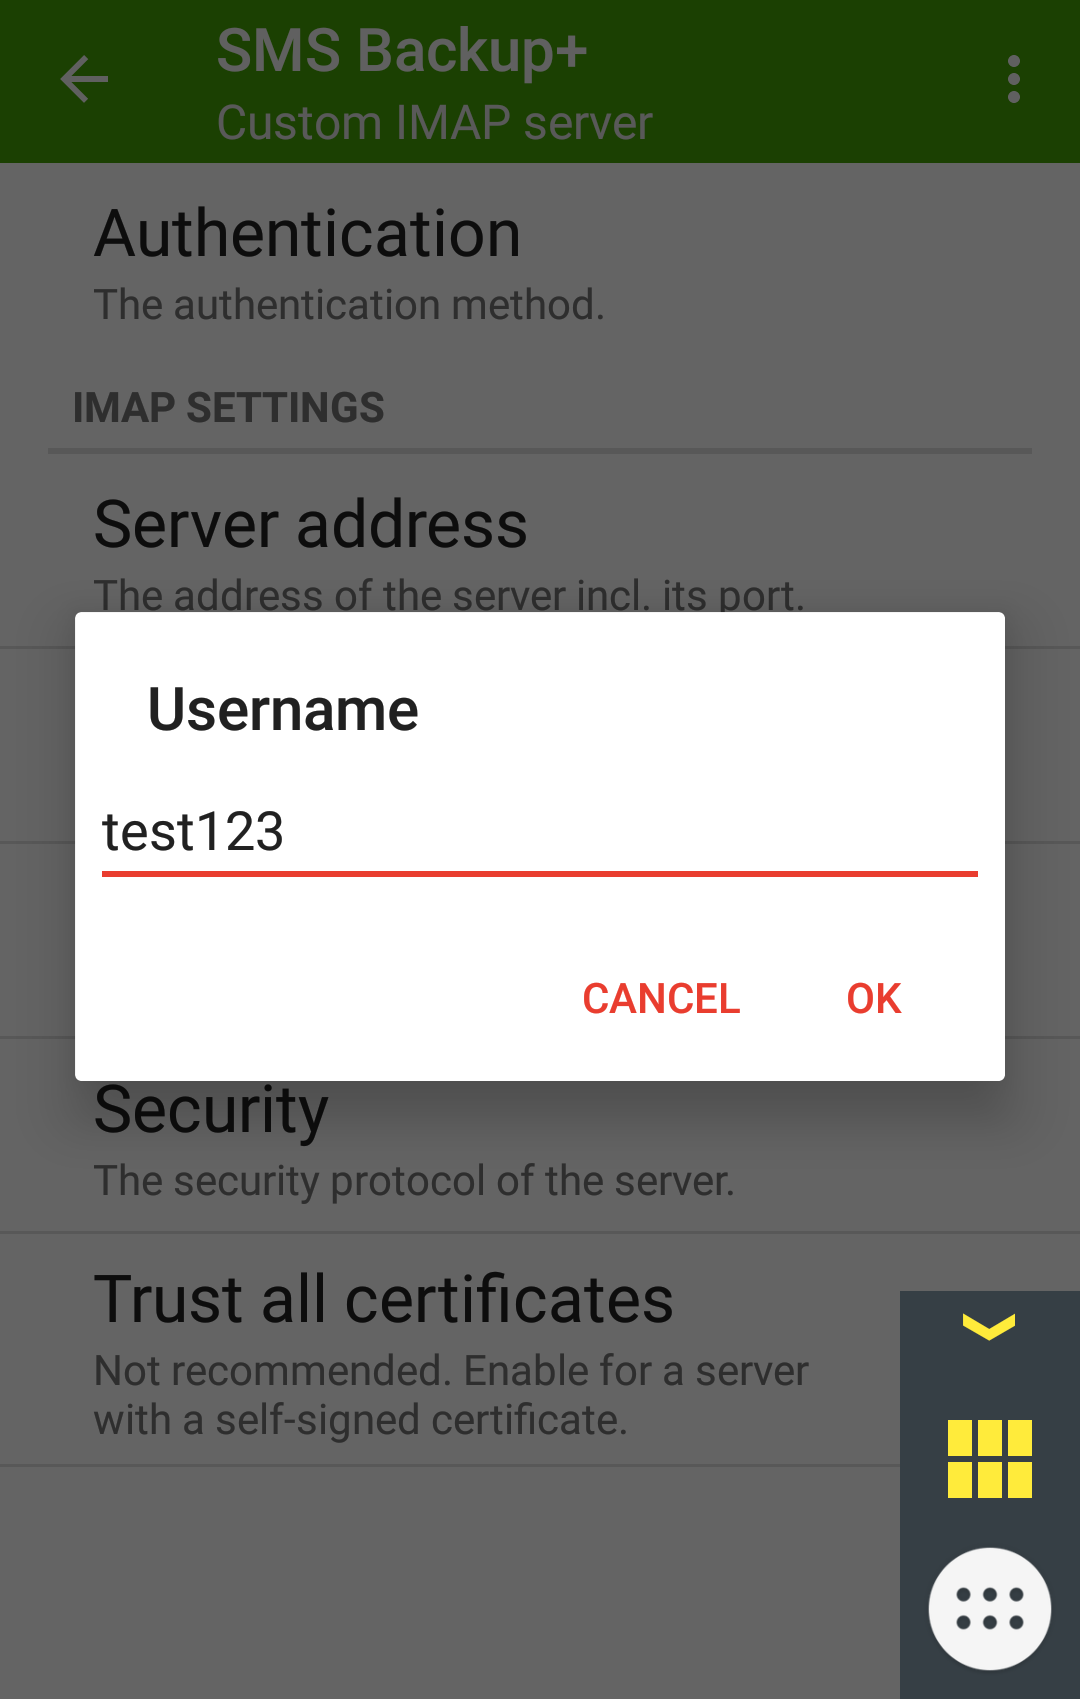 SMS Backup+
Custom IMAP server
Authentication
The authentication method.
IMAP SETTINGS
Server address
The address of the server incl. its port.
Username
test123
CANCEL OK
Security
The security protocol of the server.
Trust all certificates
Not recommended. Enable for a server
with a self-signed certificate.